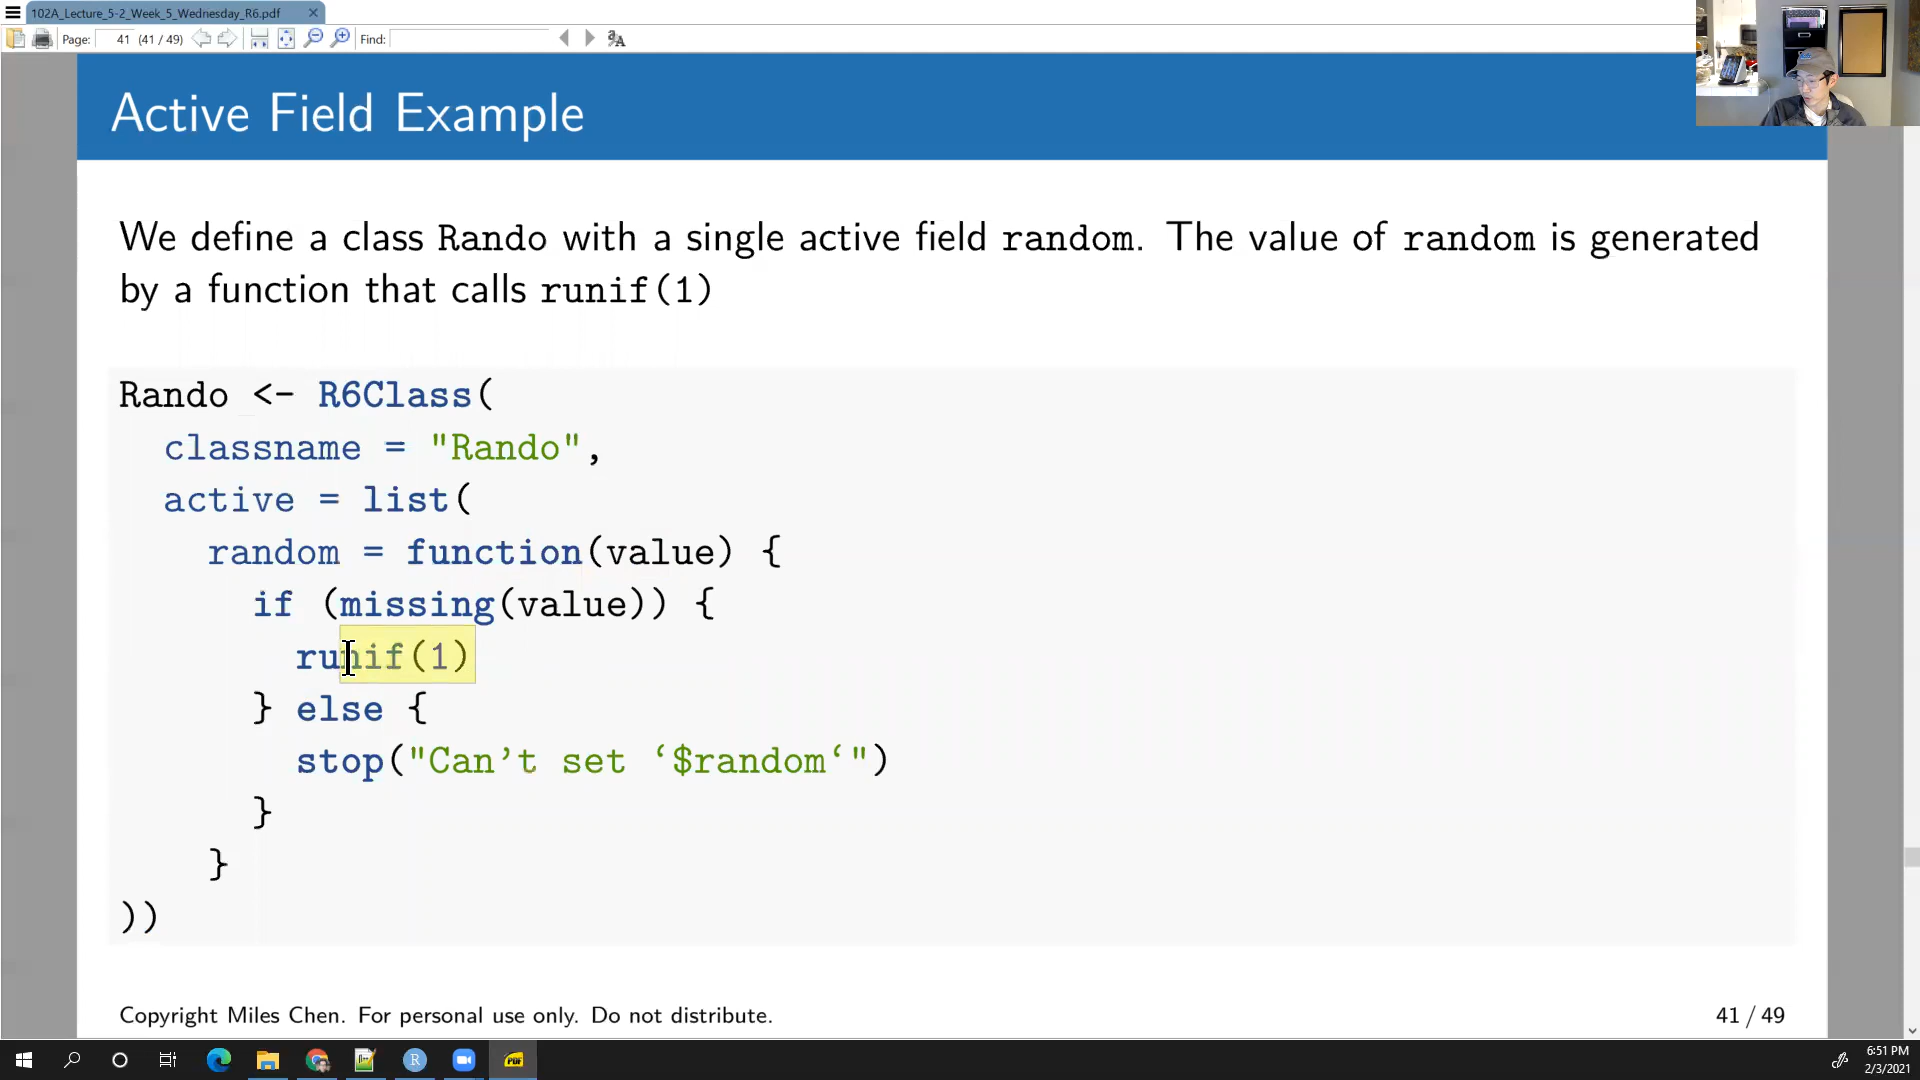 102A_Lecture_5-2_Week_5_Wednesday_R6.pdf
Page: 41 (41 / 49) Find:
Active Field Example
We define a class Rando with a single active field random. The value of random is generated
by a function that calls runif(1)
Rando <- R6Class(
  classname = "Rando",
  active = list(
    random = function(value) {
      if (missing(value)) {
        runif(1)
      } else {
        stop("Can’t set ‘$random‘")
      }
    }
))
Copyright Miles Chen. For personal use only. Do not distribute.
41 / 49
6:51 PM
2/3/2021